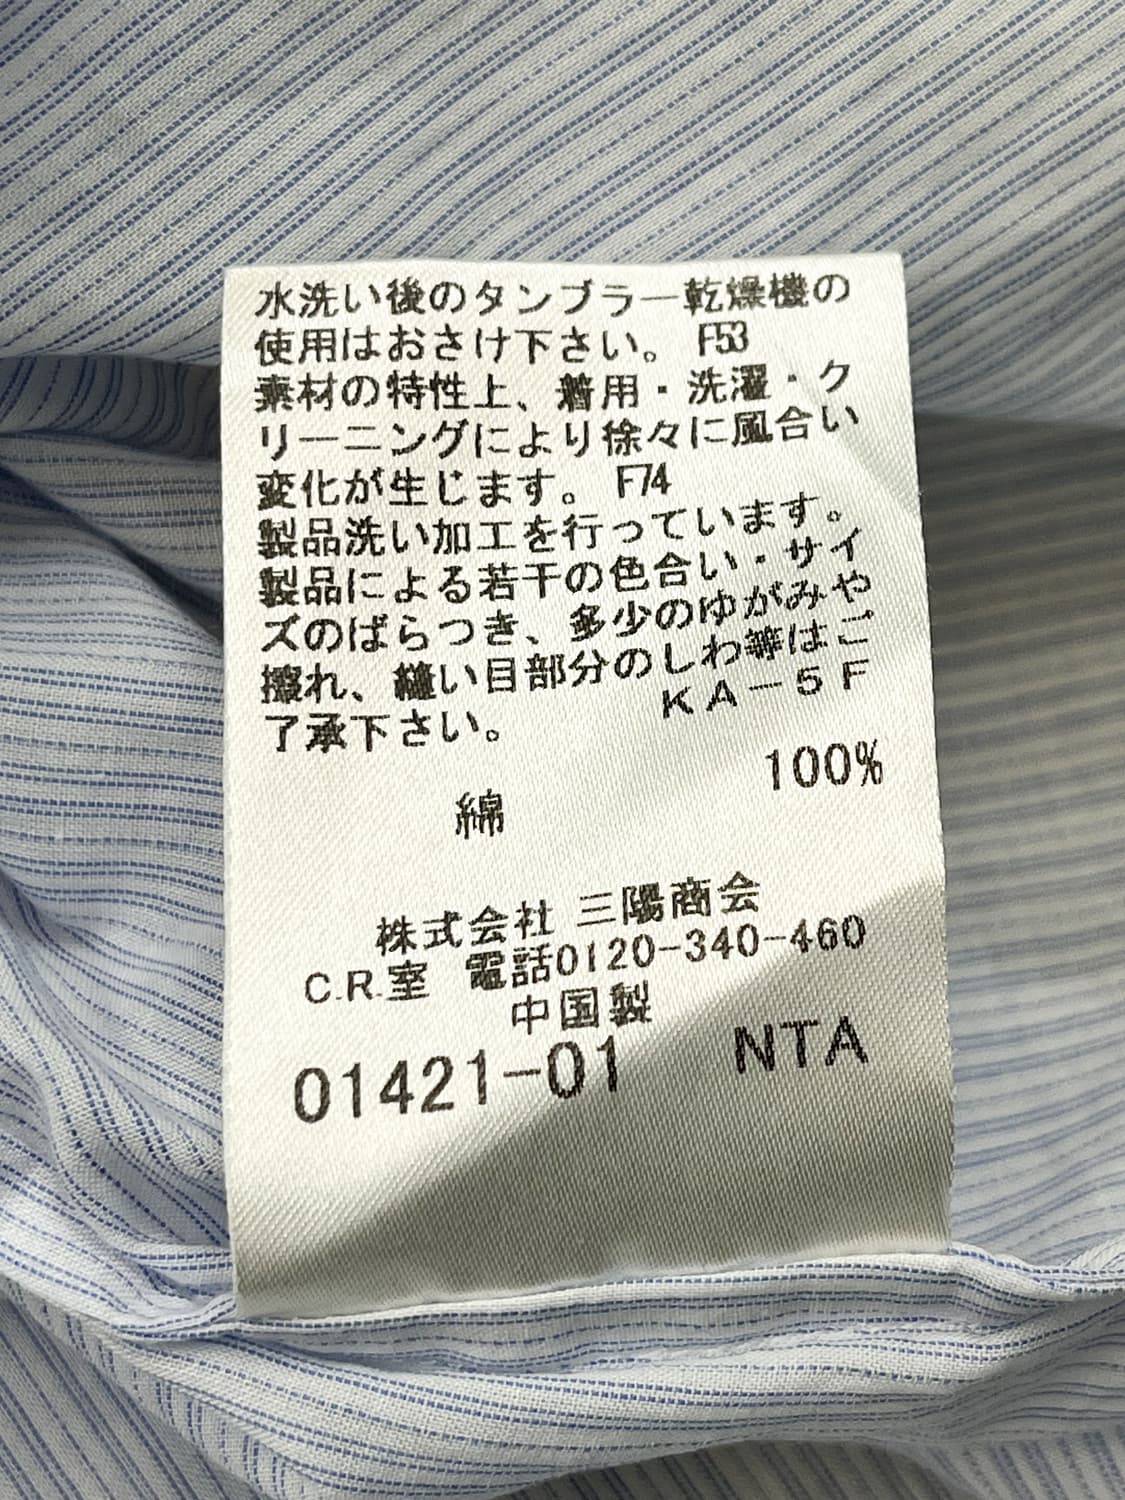 水洗い後のタンブラー乾燥機の
使用はおさけ下さい。 F53
素材の特性上、着用・洗濯・ク
リーニングにより徐々に風合い
変化が生じます。 F74
製品洗い加工を行っています。
製品による若干の色合い・サイ
ズのばらつき、多少のゆがみや
擦れ、縫い目部分のしわ等はご
了承下さい。 KA-5F
綿 100%
株式会社 三陽商会
C.R.室 電話0120-340-460
中国製
01421-01 NTA